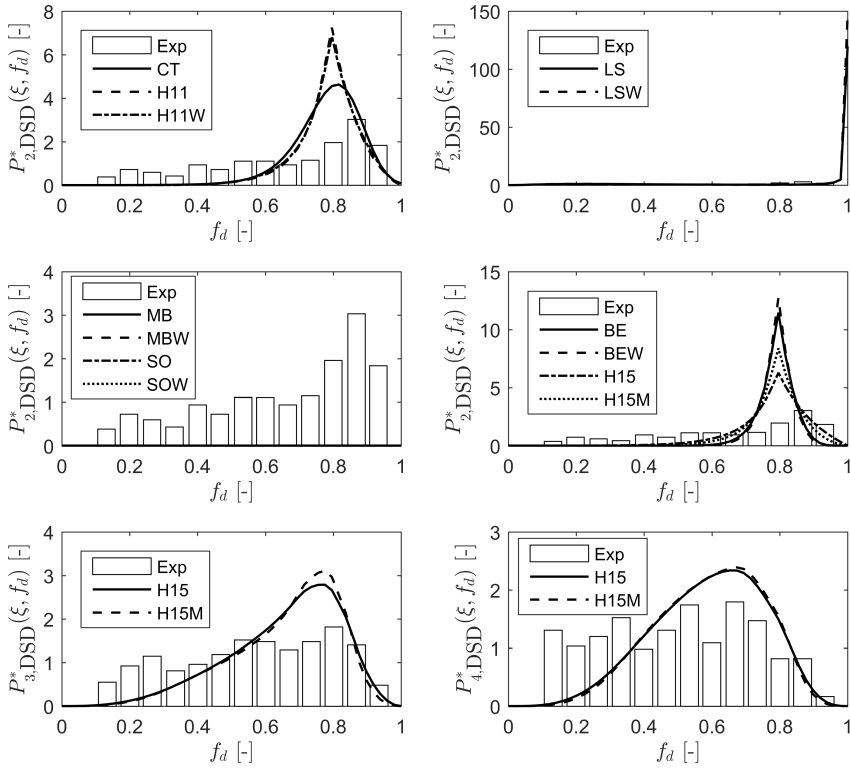 8
6
4
2
0
P*2,DSD(ξ, fd) [-]
Exp
CT
H11
H11W
0 0.2 0.4 0.6 0.8 1
fd [-]
150
100
50
0
P*2,DSD(ξ, fd) [-]
Exp
LS
LSW
0 0.2 0.4 0.6 0.8 1
fd [-]
4
3
2
1
0
P*2,DSD(ξ, fd) [-]
Exp
MB
MBW
SO
SOW
0 0.2 0.4 0.6 0.8 1
fd [-]
15
10
5
0
P*2,DSD(ξ, fd) [-]
Exp
BE
BEW
H15
H15M
0 0.2 0.4 0.6 0.8 1
fd [-]
4
3
2
1
0
P*3,DSD(ξ, fd) [-]
Exp
H15
H15M
0 0.2 0.4 0.6 0.8 1
fd [-]
3
2
1
0
P*4,DSD(ξ, fd) [-]
Exp
H15
H15M
0 0.2 0.4 0.6 0.8 1
fd [-]